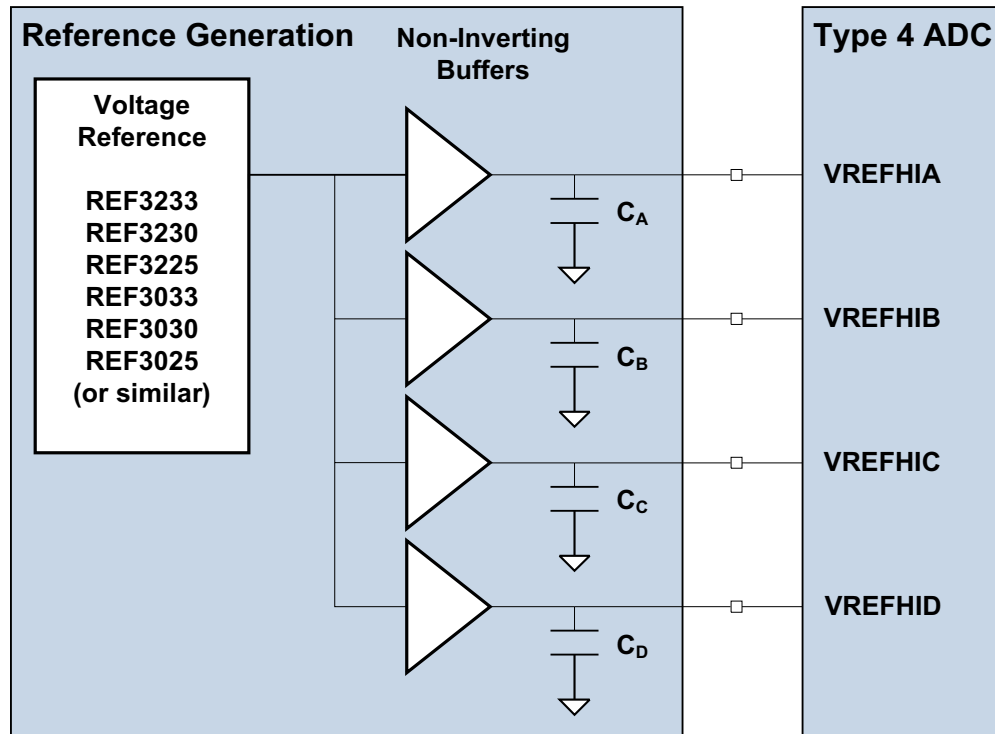 Reference Generation
Non-Inverting
Buffers
Type 4 ADC
Voltage
Reference
REF3233
REF3230
REF3225
REF3033
REF3030
REF3025
(or similar)
VREFHIA
CA
VREFHIB
CB
VREFHIC
CC
VREFHID
CD